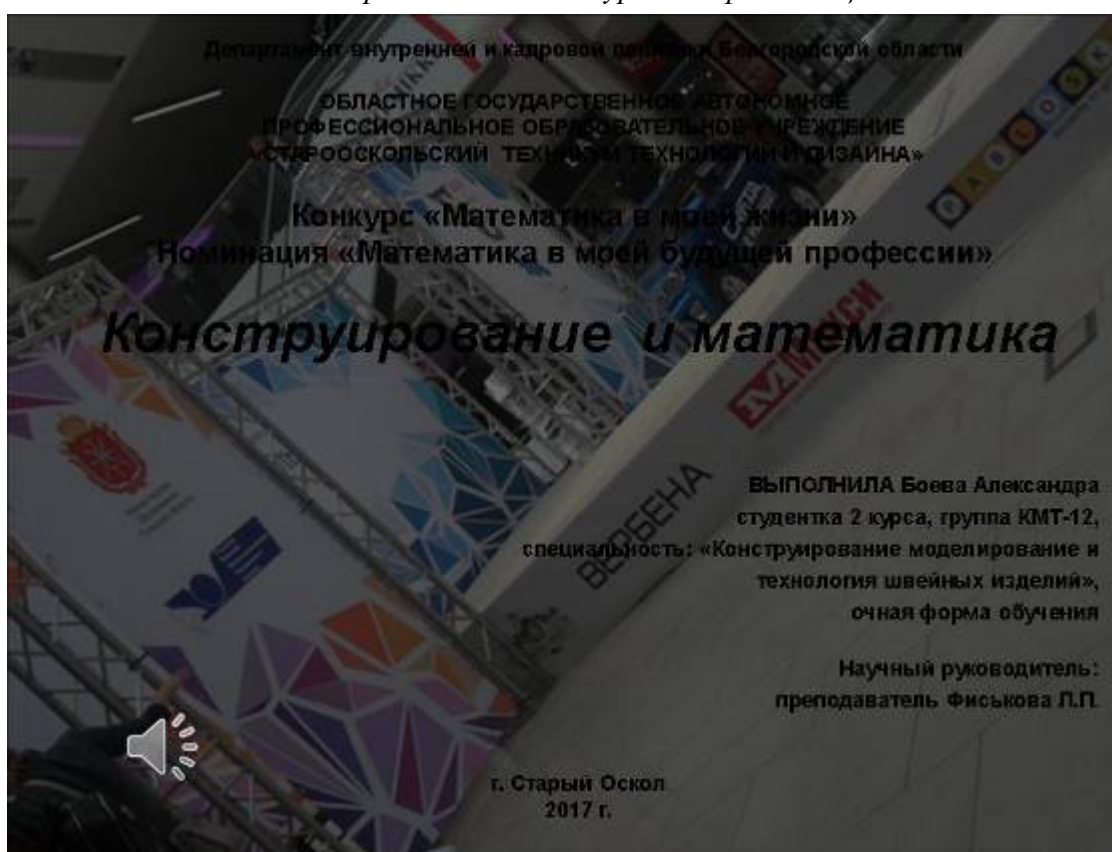 Департамент внутренней и кадровой политики Белгородской области
ОБЛАСТНОЕ ГОСУДАРСТВЕННОЕ АВТОНОМНОЕ
ПРОФЕССИОНАЛЬНОЕ ОБРАЗОВАТЕЛЬНОЕ УЧРЕЖДЕНИЕ
«СТАРООСКОЛЬСКИЙ ТЕХНИКУМ ТЕХНОЛОГИЙ И ДИЗАЙНА»
Конкурс «Математика в моей жизни»
Номинация «Математика в моей будущей профессии»
Конструирование и математика
ВЫПОЛНИЛА Боева Александра
студентка 2 курса, группа КМТ-12,
специальность: «Конструирование моделирование и
технология швейных изделий»,
очная форма обучения
Научный руководитель:
преподаватель Фиськова Л.П.
г. Старый Оскол
2017 г.
ВЕРБЕНА